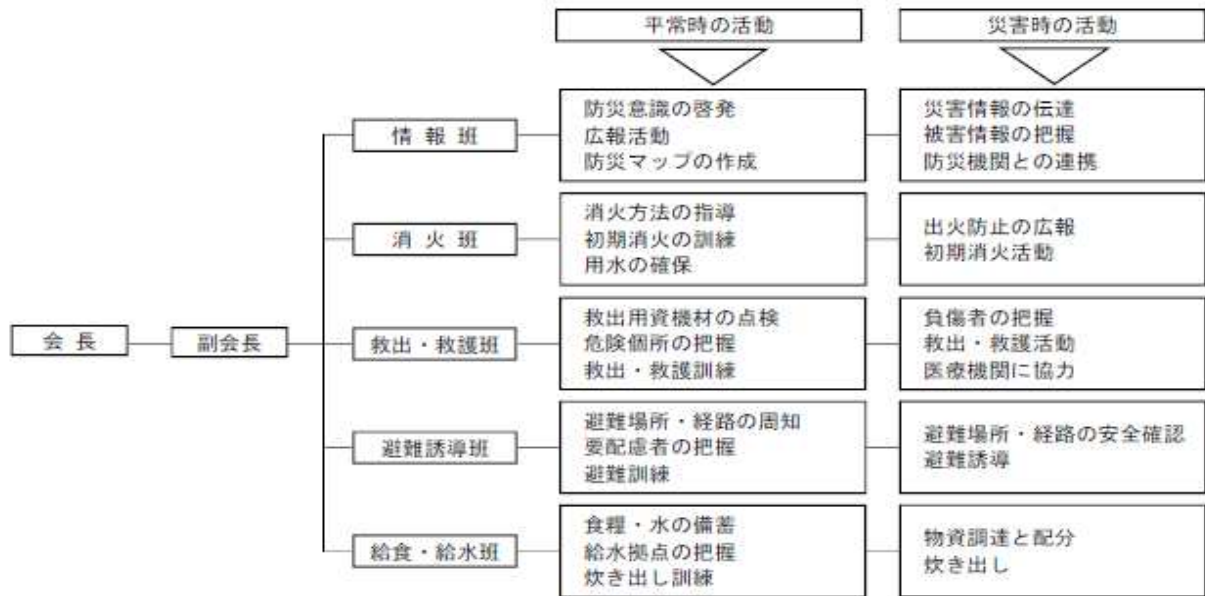 平常時の活動
災害時の活動
情報班
防災意識の啓発
広報活動
防災マップの作成
災害情報の伝達
被害情報の把握
防災機関との連携
消火班
消火方法の指導
初期消火の訓練
用水の確保
出火防止の広報
初期消火活動
会長
副会長
救出・救護班
救出用資機材の点検
危険個所の把握
救出・救護訓練
負傷者の把握
救出・救護活動
医療機関に協力
避難誘導班
避難場所・経路の周知
要配慮者の把握
避難訓練
避難場所・経路の安全確認
避難誘導
給食・給水班
食糧・水の備蓄
給水拠点の把握
炊き出し訓練
物資調達と配分
炊き出し